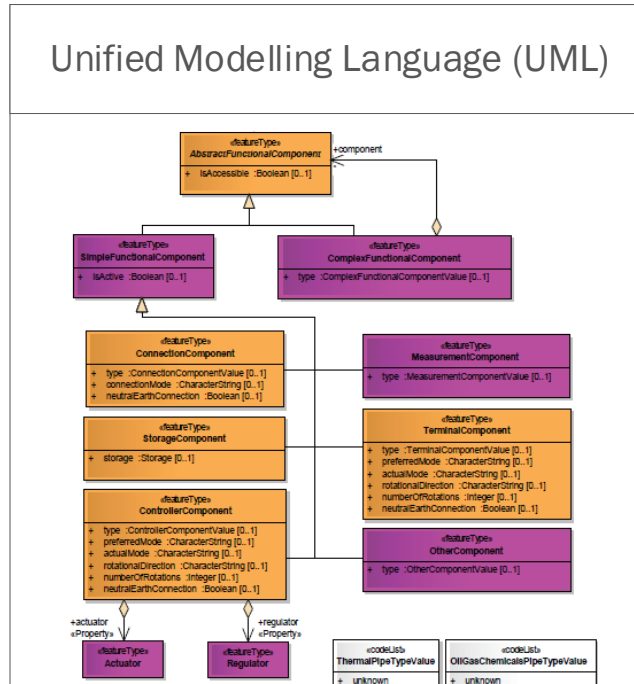 Unified Modelling Language (UML)
«featureType»
AbstractFunctionalComponent
+ isAccessible :Boolean [0..1]
+component
«featureType»
SimpleFunctionalComponent
+ isActive :Boolean [0..1]
«featureType»
ComplexFunctionalComponent
+ type :ComplexFunctionalComponentValue [0..1]
«featureType»
ConnectionComponent
+ type :ConnectionComponentValue [0..1]
+ connectionMode :CharacterString [0..1]
+ neutralEarthConnection :Boolean [0..1]
«featureType»
MeasurementComponent
+ type :MeasurementComponentValue [0..1]
«featureType»
StorageComponent
+ storage :Storage [0..1]
«featureType»
TerminalComponent
+ type :TerminalComponentValue [0..1]
+ preferredMode :CharacterString [0..1]
+ actualMode :CharacterString [0..1]
+ rotationalDirection :CharacterString [0..1]
+ numberOfRotations :Integer [0..1]
+ neutralEarthConnection :Boolean [0..1]
«featureType»
ControllerComponent
+ type :ControllerComponentValue [0..1]
+ preferredMode :CharacterString [0..1]
+ actualMode :CharacterString [0..1]
+ rotationalDirection :CharacterString [0..1]
+ numberOfRotations :Integer [0..1]
+ neutralEarthConnection :Boolean [0..1]
«featureType»
OtherComponent
+ type :OtherComponentValue [0..1]
+actuator
«Property»
+regulator
«Property»
«featureType»
Actuator
«featureType»
Regulator
«codeList»
ThermalPipeTypeValue
+ unknown
«codeList»
OilGasChemicalsPipeTypeValue
+ unknown